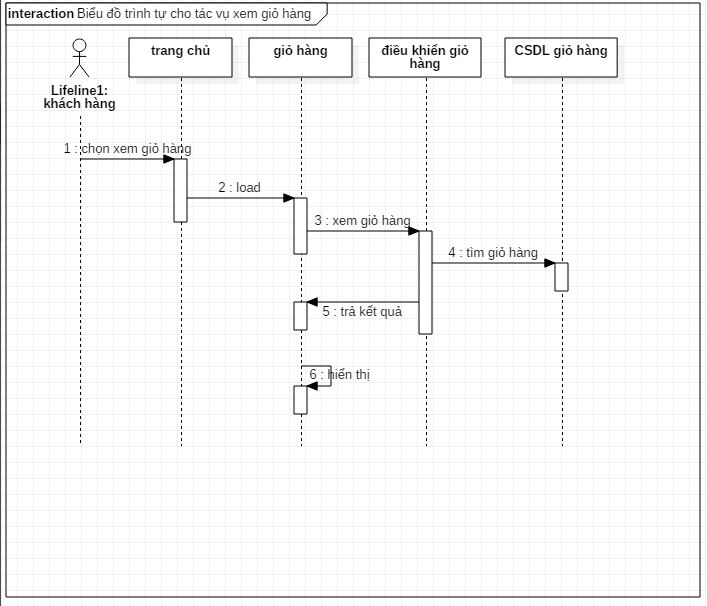 interaction Biểu đồ trình tự cho tác vụ xem giỏ hàng
trang chủ
giỏ hàng
điều khiển giỏ
hàng
CSDL giỏ hàng
Lifeline1:
khách hàng
1 : chọn xem giỏ hàng
2 : load
3 : xem giỏ hàng
4 : tìm giỏ hàng
5 : trả kết quả
6 : hiển thị